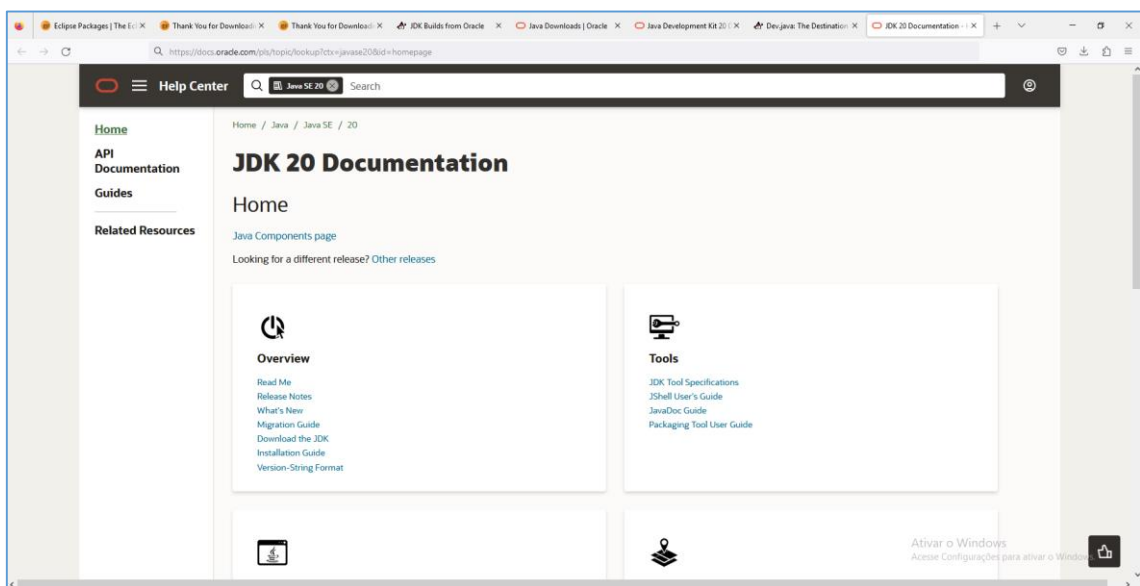 Eclipse Packages | The Ecl
Thank You for Downloadi
Thank You for Downloadi
JDK Builds from Oracle
Java Downloads | Oracle
Java Development Kit 20
Dev.java: The Destination
JDK 20 Documentation -
https://docs.oracle.com/pls/topic/lookup?ctx=javase20&id=homepage
Help Center
Java SE 20
Search
Home
API
Documentation
Guides
Related Resources
Home / Java / Java SE / 20
JDK 20 Documentation
Home
Java Components page
Looking for a different release? Other releases
Overview
Read Me
Release Notes
What's New
Migration Guide
Download the JDK
Installation Guide
Version-String Format
Tools
JDK Tool Specifications
JShell User's Guide
JavaDoc Guide
Packaging Tool User Guide
Ativar o Windows
Acesse Configurações para ativar o Windows.